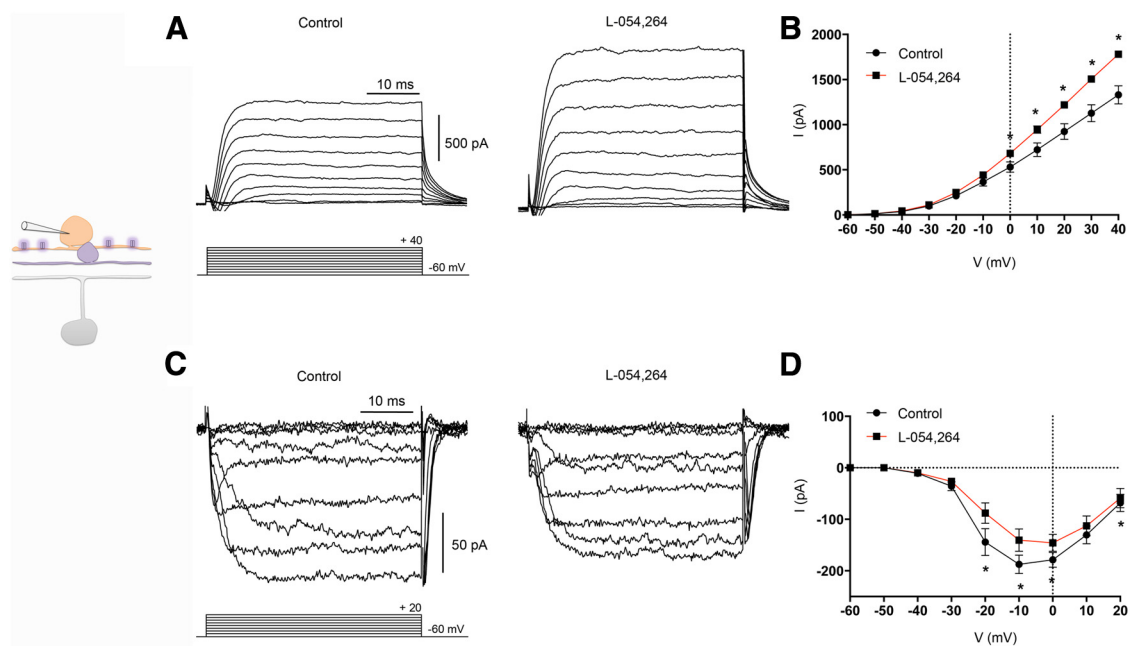 A
Control
L-054,264
10 ms
500 pA
+ 40
-60 mV
B
2000
1500
1000
500
0
I (pA)
Control
L-054,264
*
*
*
*
*
-60 -50 -40 -30 -20 -10 0 10 20 30 40
V (mV)
C
Control
L-054,264
10 ms
50 pA
+ 20
-60 mV
D
100
0
-100
-200
I (pA)
Control
L-054,264
*
*
*
*
-60 -50 -40 -30 -20 -10 0 10 20
V (mV)